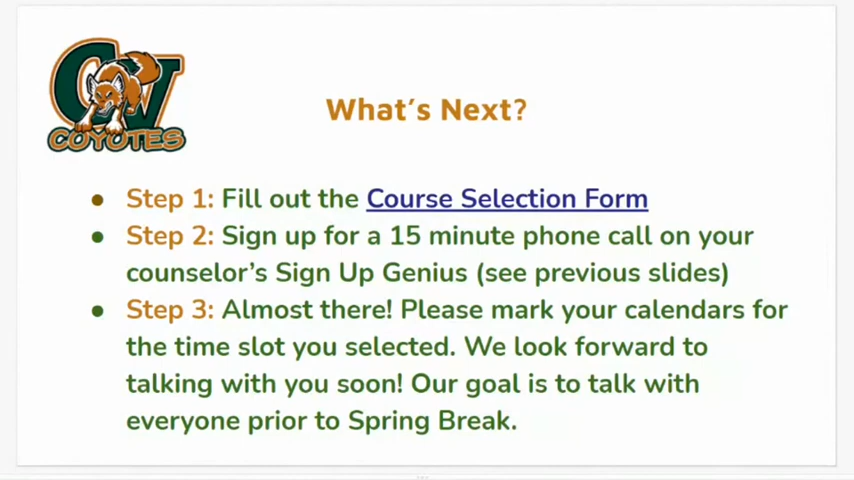 CV
COYOTES
What's Next?
● Step 1: Fill out the Course Selection Form
● Step 2: Sign up for a 15 minute phone call on your
counselor's Sign Up Genius (see previous slides)
● Step 3: Almost there! Please mark your calendars for
the time slot you selected. We look forward to
talking with you soon! Our goal is to talk with
everyone prior to Spring Break.